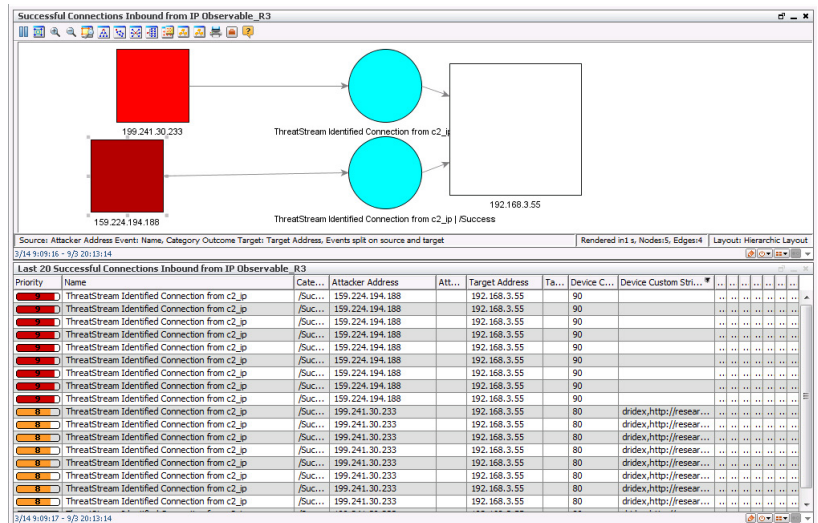 Successful Connections Inbound from IP Observable_R3
199.241.30.233
ThreatStream Identified Connection from c2_ip
159.224.194.188
ThreatStream Identified Connection from c2_ip | /Success
192.168.3.55
Source: Attacker Address Event: Name, Category Outcome Target: Target Address, Events split on source and target Rendered in1 s, Nodes:5, Edges:4 Layout: Hierarchic Layout
3/14 9:09:16 - 9/3 20:13:14
Last 20 Successful Connections Inbound from IP Observable_R3
Priority Name Cate... Attacker Address Att... Target Address Ta... Device C... Device Custom Stri... .. .. .. .. .. .. ..
9 ThreatStream Identified Connection from c2_ip /Suc... 159.224.194.188 192.168.3.55 90 .. .. .. .. .. .. ..
9 ThreatStream Identified Connection from c2_ip /Suc... 159.224.194.188 192.168.3.55 90 .. .. .. .. .. .. ..
9 ThreatStream Identified Connection from c2_ip /Suc... 159.224.194.188 192.168.3.55 90 .. .. .. .. .. .. ..
9 ThreatStream Identified Connection from c2_ip /Suc... 159.224.194.188 192.168.3.55 90 .. .. .. .. .. .. ..
9 ThreatStream Identified Connection from c2_ip /Suc... 159.224.194.188 192.168.3.55 90 .. .. .. .. .. .. ..
9 ThreatStream Identified Connection from c2_ip /Suc... 159.224.194.188 192.168.3.55 90 .. .. .. .. .. .. ..
9 ThreatStream Identified Connection from c2_ip /Suc... 159.224.194.188 192.168.3.55 90 .. .. .. .. .. .. ..
9 ThreatStream Identified Connection from c2_ip /Suc... 159.224.194.188 192.168.3.55 90 .. .. .. .. .. .. ..
9 ThreatStream Identified Connection from c2_ip /Suc... 159.224.194.188 192.168.3.55 90 .. .. .. .. .. .. ..
8 ThreatStream Identified Connection from c2_ip /Suc... 199.241.30.233 192.168.3.55 80 dridex,http://resear... .. .. .. .. .. .. ..
8 ThreatStream Identified Connection from c2_ip /Suc... 199.241.30.233 192.168.3.55 80 dridex,http://resear... .. .. .. .. .. .. ..
8 ThreatStream Identified Connection from c2_ip /Suc... 199.241.30.233 192.168.3.55 80 dridex,http://resear... .. .. .. .. .. .. ..
8 ThreatStream Identified Connection from c2_ip /Suc... 199.241.30.233 192.168.3.55 80 dridex,http://resear... .. .. .. .. .. .. ..
8 ThreatStream Identified Connection from c2_ip /Suc... 199.241.30.233 192.168.3.55 80 dridex,http://resear... .. .. .. .. .. .. ..
8 ThreatStream Identified Connection from c2_ip /Suc... 199.241.30.233 192.168.3.55 80 dridex,http://resear... .. .. .. .. .. .. ..
8 ThreatStream Identified Connection from c2_ip /Suc... 199.241.30.233 192.168.3.55 80 dridex,http://resear... .. .. .. .. .. .. ..
8 ThreatStream Identified Connection from c2_ip /Suc... 199.241.30.233 192.168.3.55 80 dridex,http://resear... .. .. .. .. .. .. ..
3/14 9:09:17 - 9/3 20:13:14